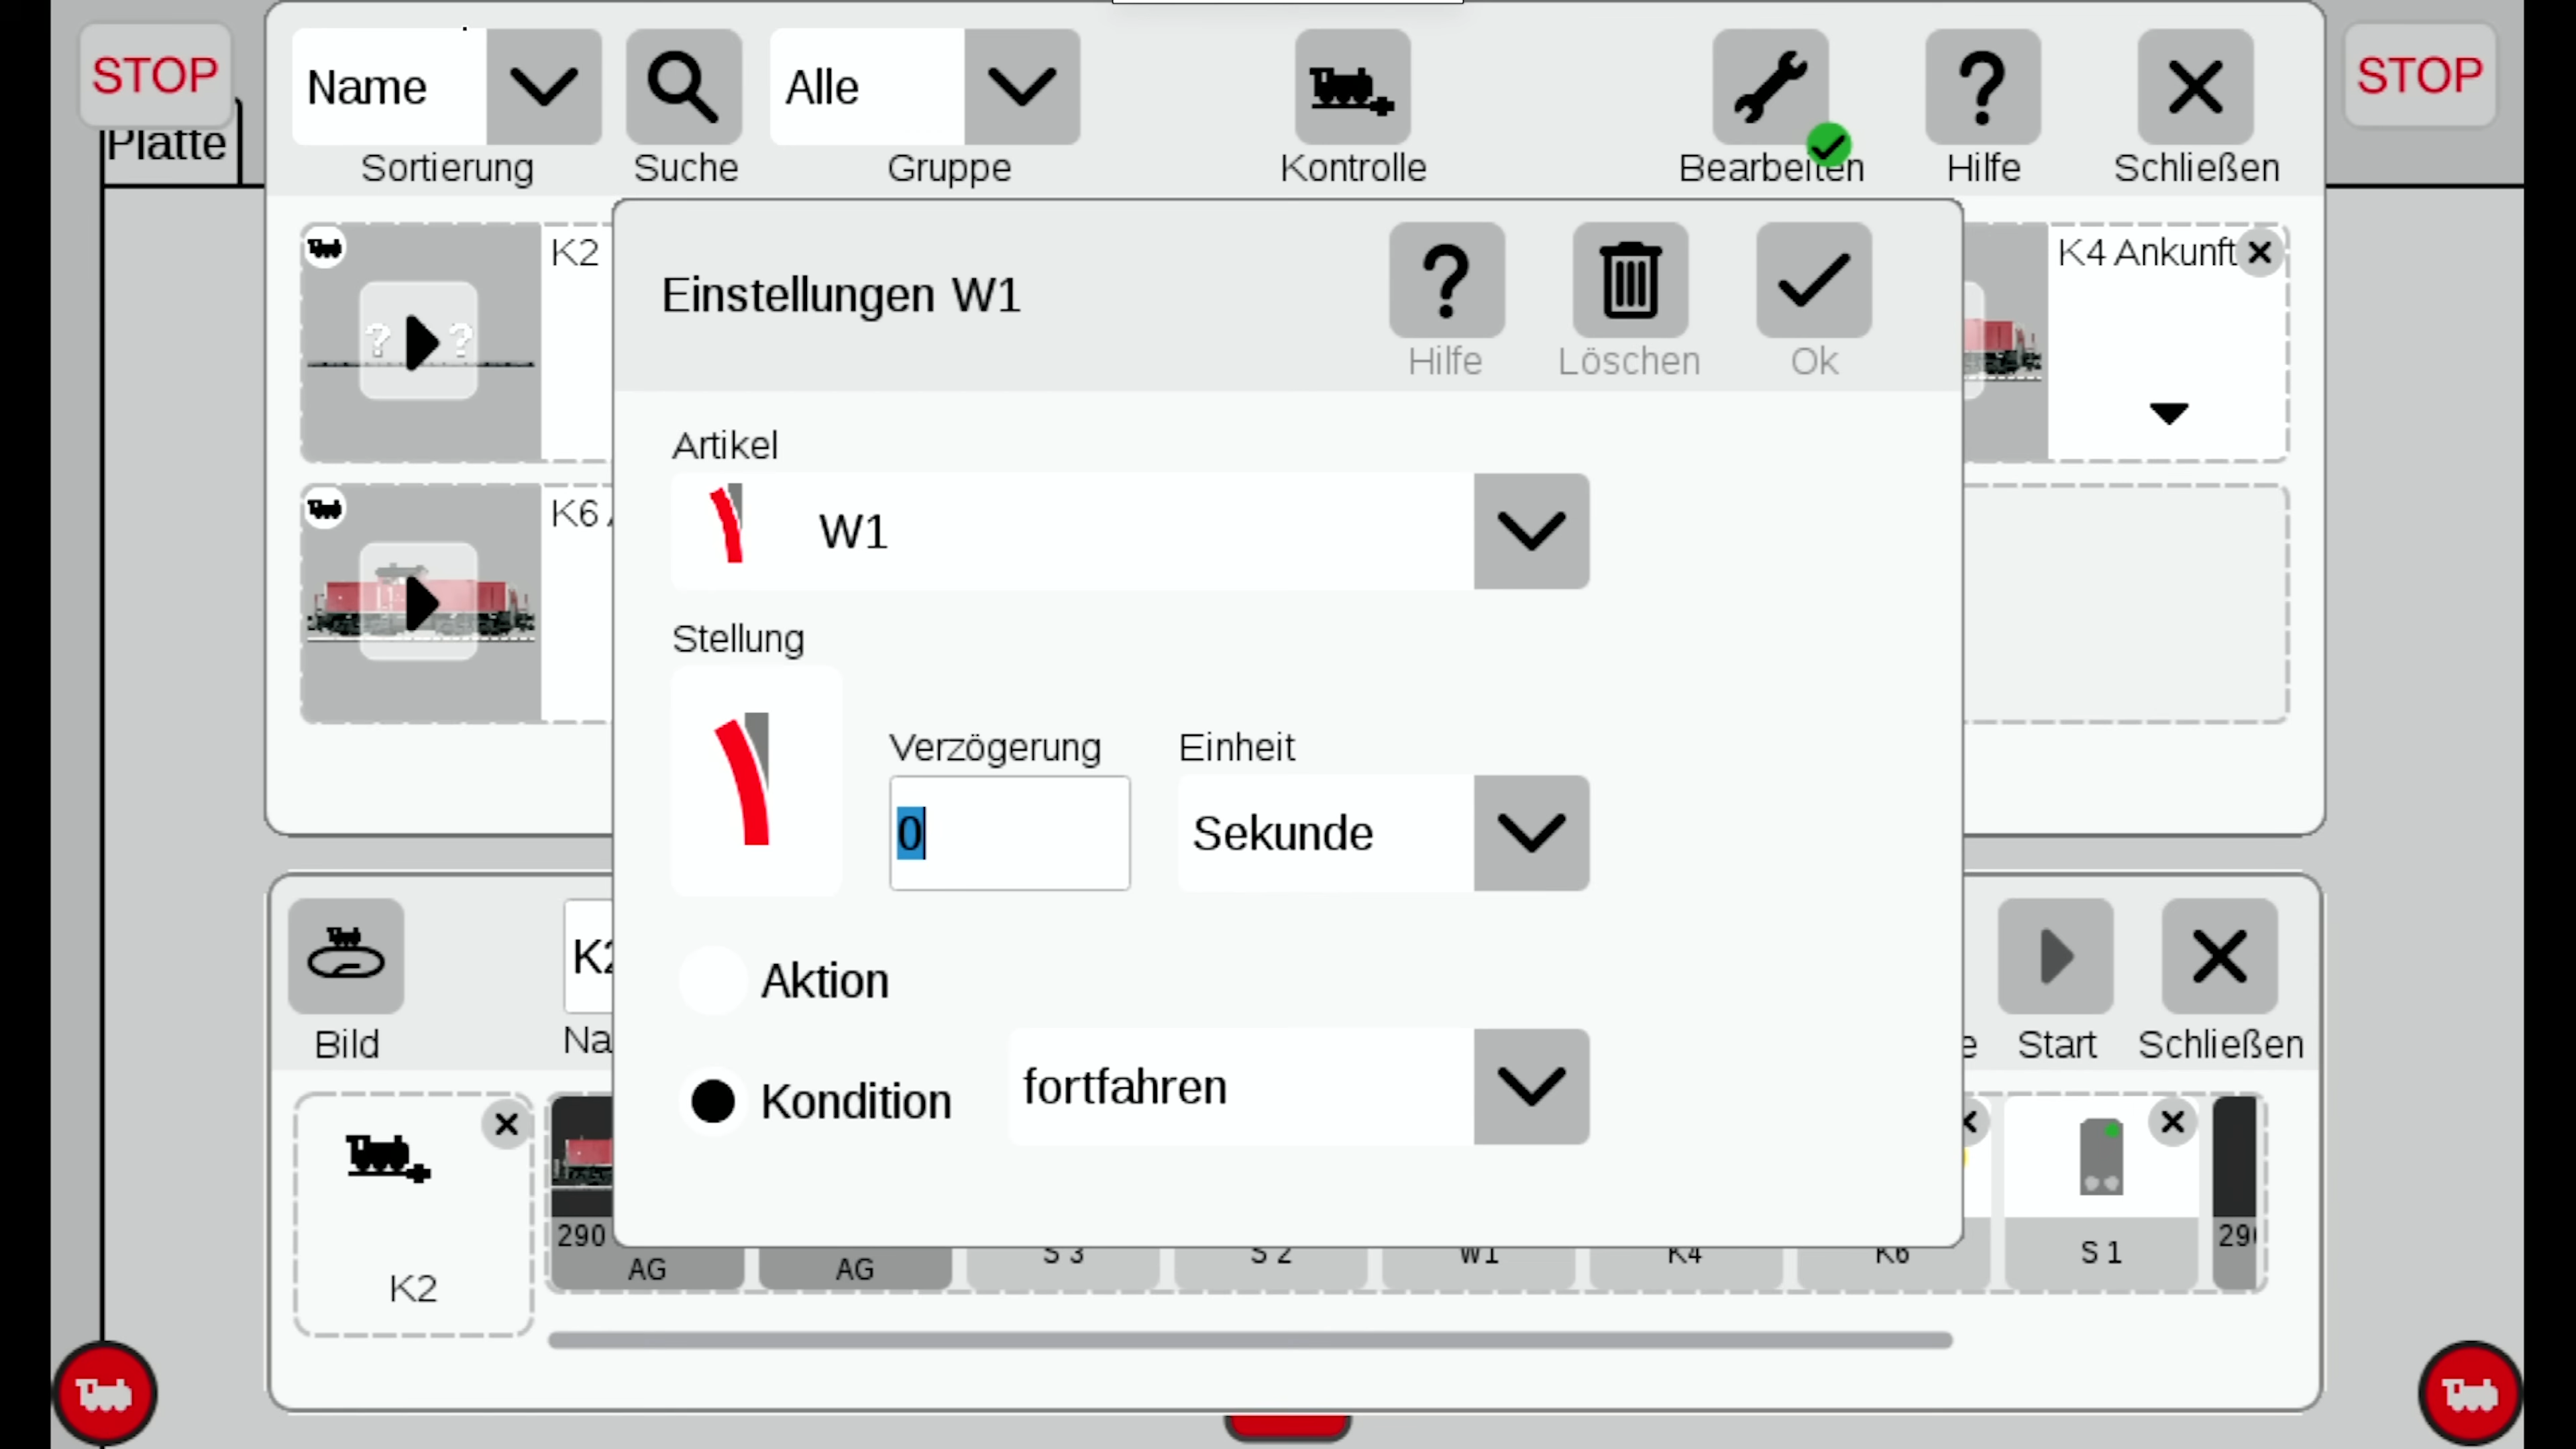 STOP
Name
Alle
STOP
Platte
Sortierung
Suche
Gruppe
Kontrolle
Bearbeiten
Hilfe
Schließen
K2
K4 Ankunft
K6
Einstellungen W1
Hilfe
Löschen
Ok
Artikel
W1
Stellung
Verzögerung
Einheit
0
Sekunde
Aktion
Kondition
fortfahren
Bild
Start
Schließen
K2
290
AG
AG
S 3
S 2
W1
K4
K6
S 1